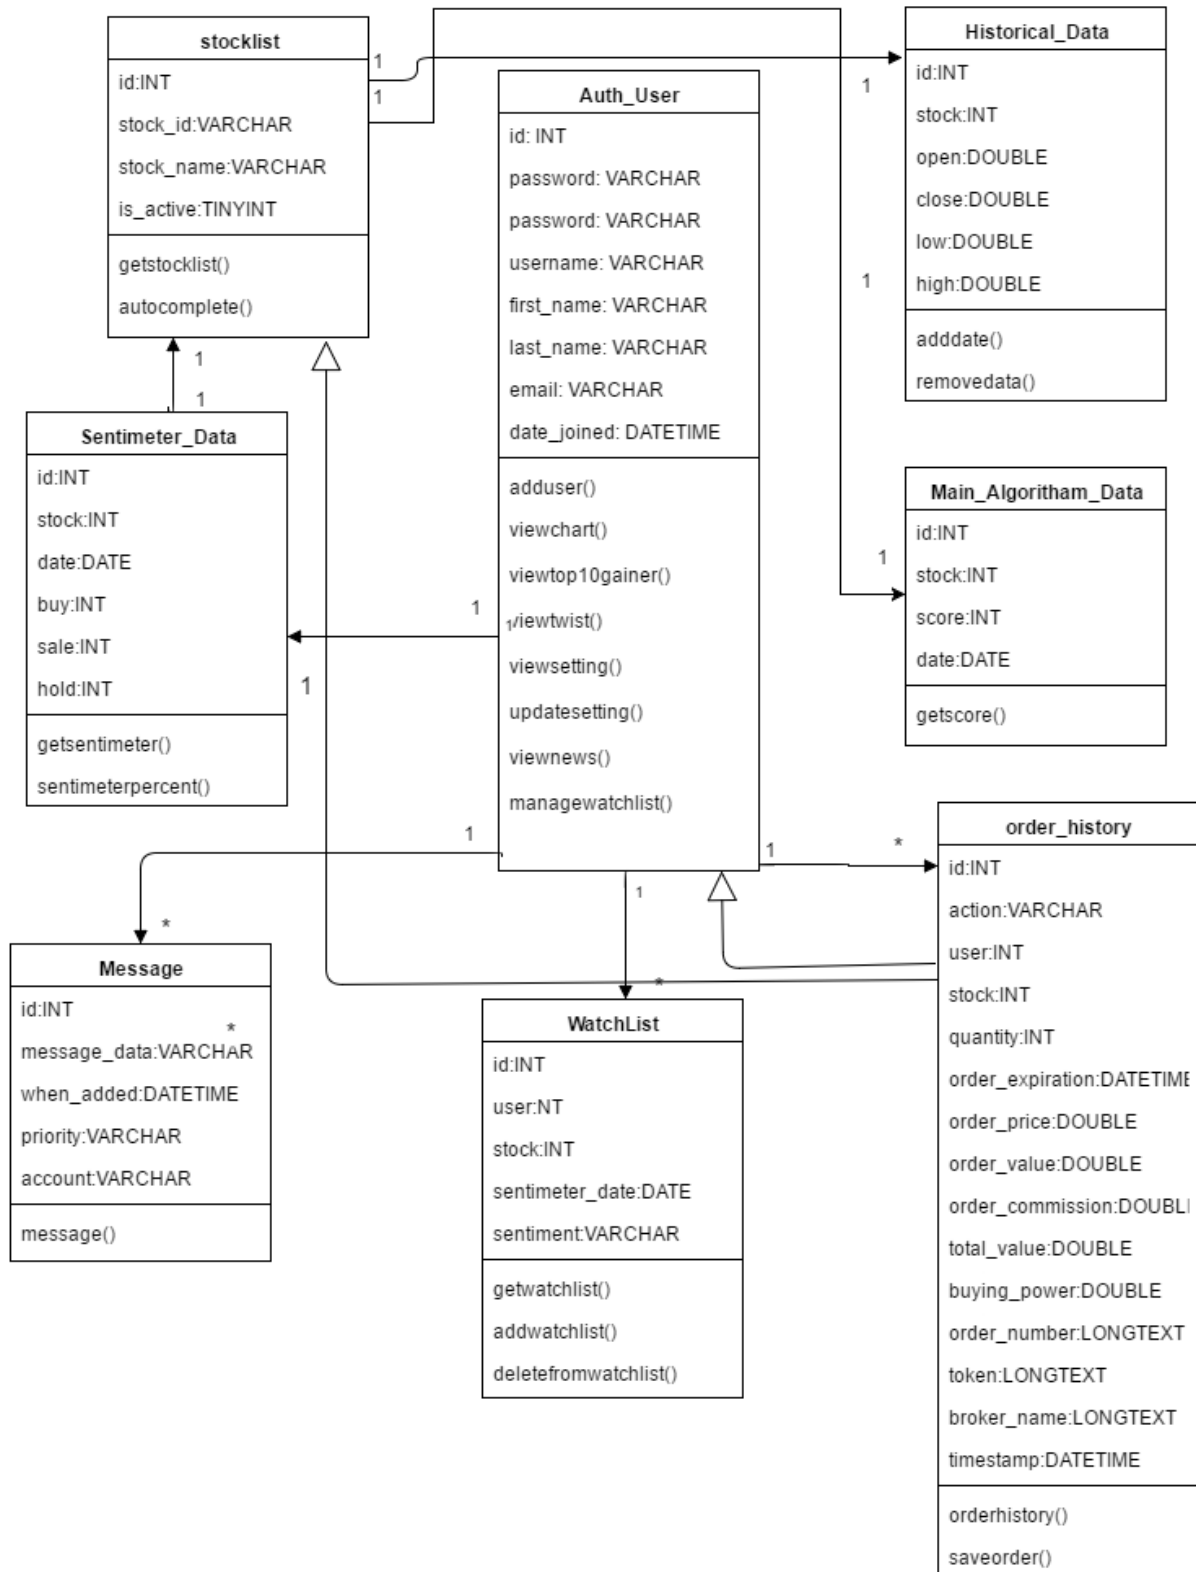 stocklist
id:INT
stock_id:VARCHAR
stock_name:VARCHAR
is_active:TINYINT
getstocklist()
autocomplete()
1
1
1
1
Historical_Data
id:INT
stock:INT
open:DOUBLE
close:DOUBLE
low:DOUBLE
high:DOUBLE
adddate()
removedata()
1
1
Auth_User
id: INT
password: VARCHAR
password: VARCHAR
username: VARCHAR
first_name: VARCHAR
last_name: VARCHAR
email: VARCHAR
date_joined: DATETIME
adduser()
viewchart()
viewtop10gainer()
1
viewtwist()
viewsetting()
updatesetting()
viewnews()
managewatchlist()
Sentimeter_Data
id:INT
stock:INT
date:DATE
buy:INT
sale:INT
hold:INT
getsentimeter()
sentimeterpercent()
1
1
Main_Algoritham_Data
id:INT
stock:INT
score:INT
date:DATE
getscore()
1
1
*
1
*
1
*
Message
id:INT
*
message_data:VARCHAR
when_added:DATETIME
priority:VARCHAR
account:VARCHAR
message()
WatchList
id:INT
user:NT
stock:INT
sentimeter_date:DATE
sentiment:VARCHAR
getwatchlist()
addwatchlist()
deletefromwatchlist()
order_history
id:INT
action:VARCHAR
user:INT
stock:INT
quantity:INT
order_expiration:DATETIME
order_price:DOUBLE
order_value:DOUBLE
order_commission:DOUBL
total_value:DOUBLE
buying_power:DOUBLE
order_number:LONGTEXT
token:LONGTEXT
broker_name:LONGTEXT
timestamp:DATETIME
orderhistory()
saveorder()